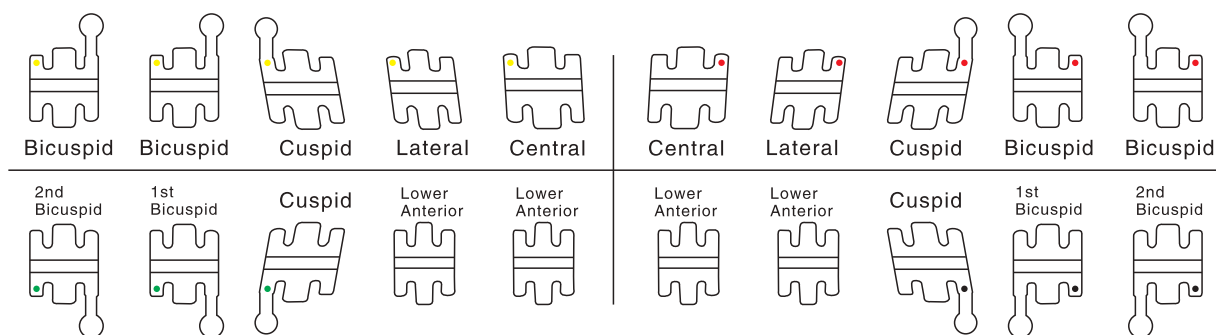 Bicuspid Bicuspid Cuspid Lateral Central Central Lateral Cuspid Bicuspid Bicuspid
2nd Bicuspid
1st Bicuspid
Cuspid
Lower Anterior
Lower Anterior
Lower Anterior
Lower Anterior
Cuspid
1st Bicuspid
2nd Bicuspid